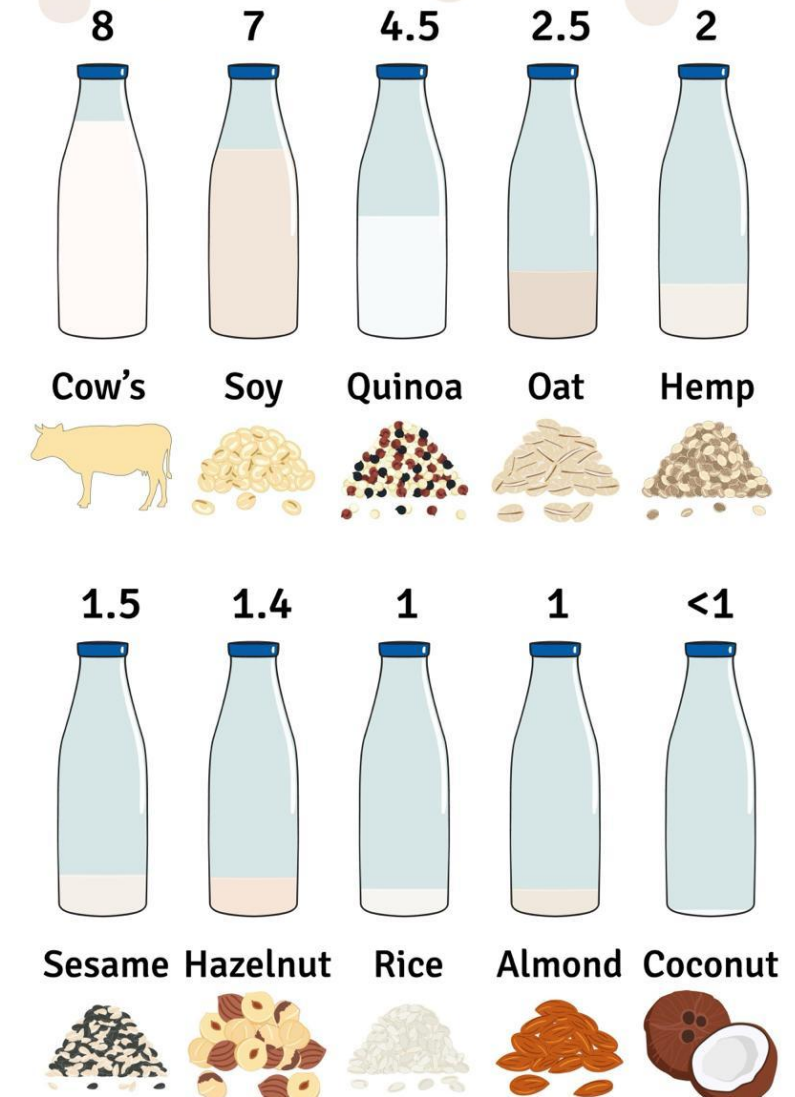 8 7 4.5 2.5 2
Cow's Soy Quinoa Oat Hemp
1.5 1.4 1 1 <1
Sesame Hazelnut Rice Almond Coconut